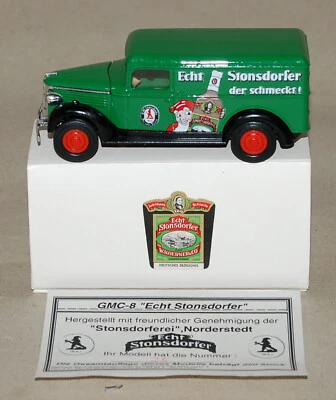 Echt Stonsdorfer
der schmeckt!
Echt
Stonsdorfer
GMC-8 "Echt Stonsdorfer"
Hergestellt mit freundlicher Genehmigung der
"Stonsdorferei",Norderstedt
Echt
Stonsdorfer
Ihr Modell hat die Nummer: